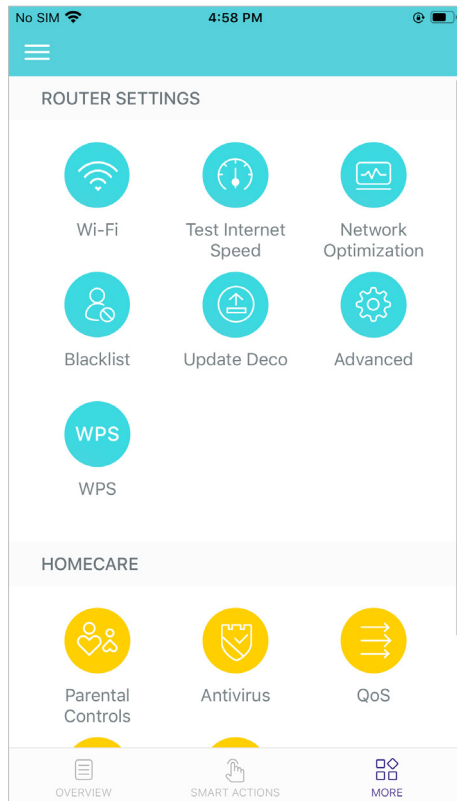 No SIM 4:58 PM
ROUTER SETTINGS
Wi-Fi Test Internet Network
Speed Optimization
Blacklist Update Deco Advanced
WPS
WPS
HOMECARE
Parental Antivirus QoS
Controls
OVERVIEW SMART ACTIONS MORE